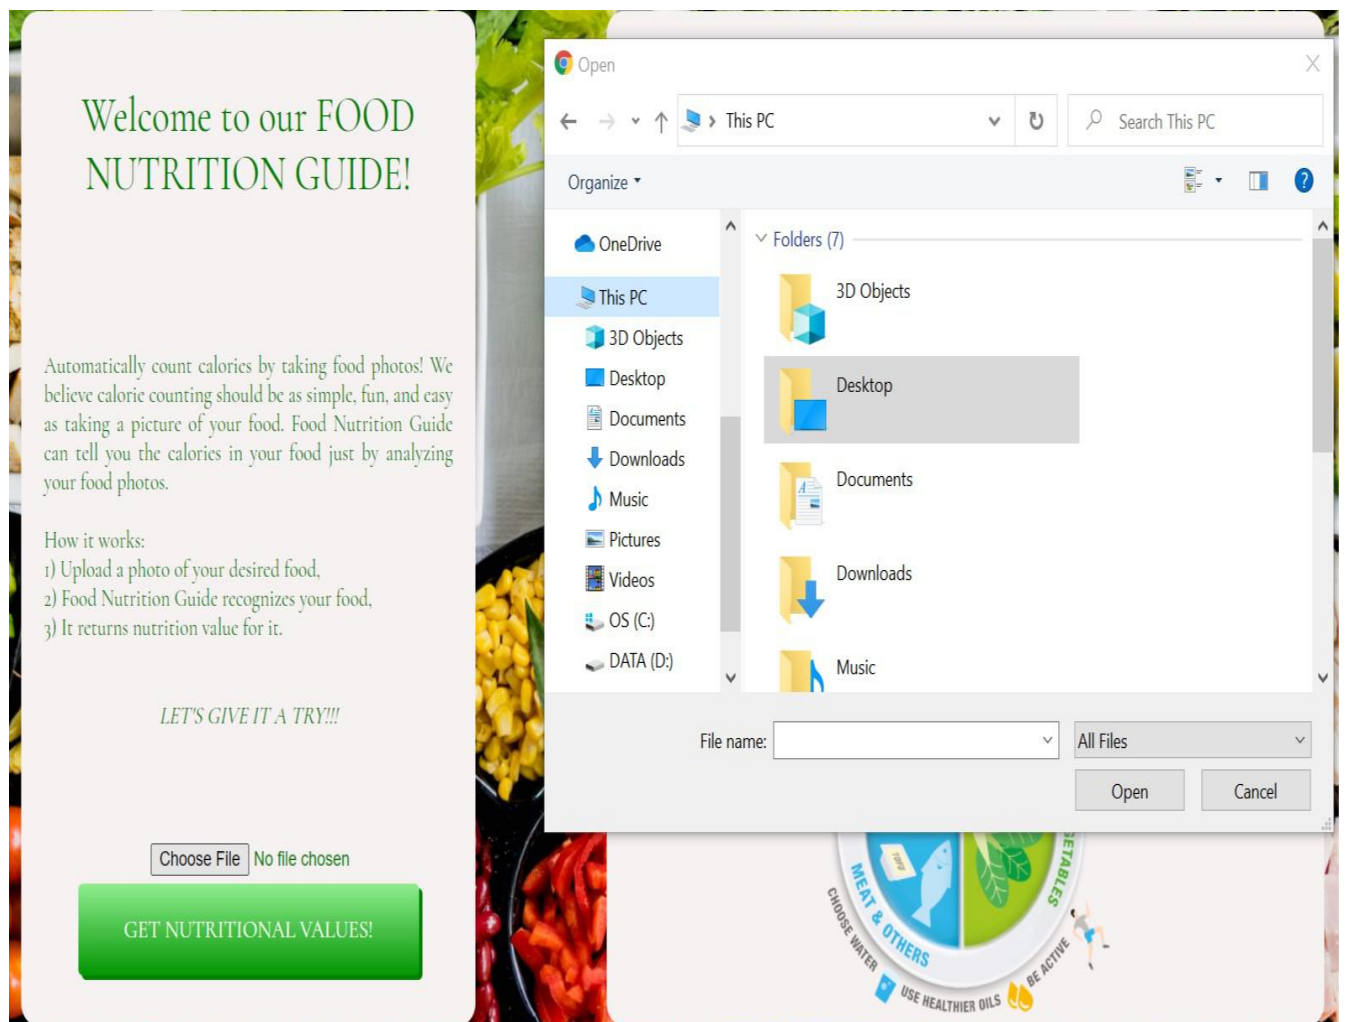 Welcome to our FOOD
NUTRITION GUIDE!
Automatically count calories by taking food photos! We
believe calorie counting should be as simple, fun, and easy
as taking a picture of your food. Food Nutrition Guide
can tell you the calories in your food just by analyzing
your food photos.
How it works:
1) Upload a photo of your desired food,
2) Food Nutrition Guide recognizes your food,
3) It returns nutrition value for it.
LET'S GIVE IT A TRY!!!
Choose File No file chosen
GET NUTRITIONAL VALUES!
Open
This PC
Search This PC
Organize
OneDrive
This PC
3D Objects
Desktop
Documents
Downloads
Music
Pictures
Videos
OS (C:)
DATA (D:)
Folders (7)
3D Objects
Desktop
Documents
Downloads
Music
File name:
All Files
Open
Cancel
TOFU
MEAT & OTHERS
GETABLES
CHOOSE WATER
USE HEALTHIER OILS
BE ACTIVE